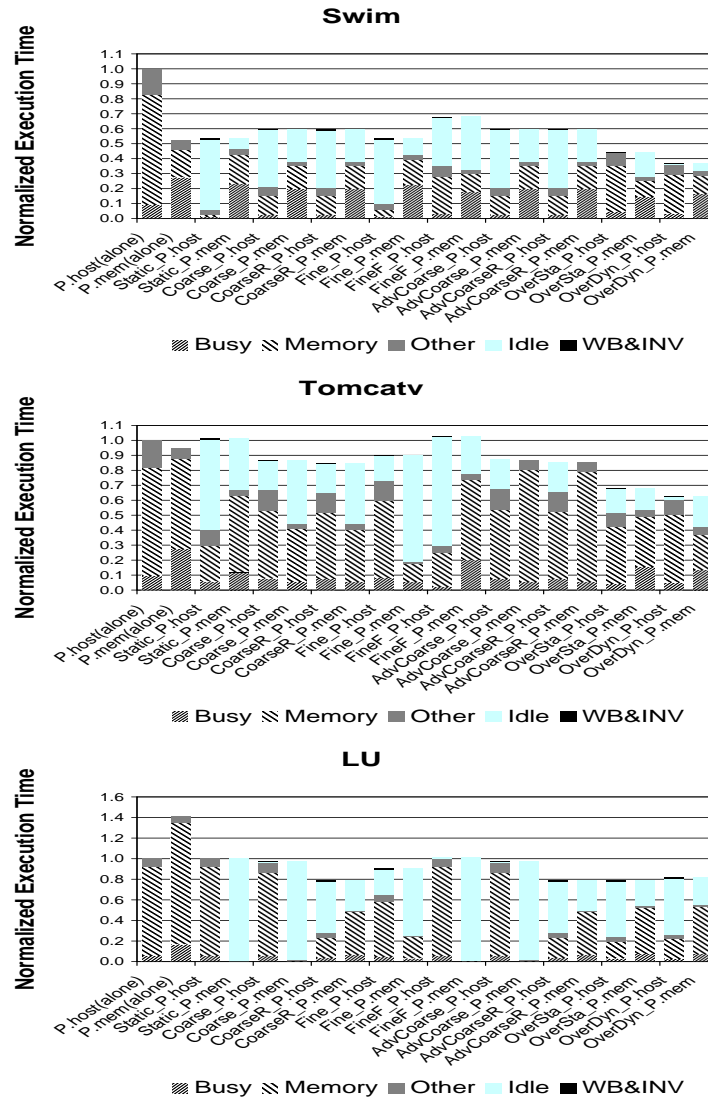 Swim
Normalized Execution Time
1.1
1.0
0.9
0.8
0.7
0.6
0.5
0.4
0.3
0.2
0.1
0.0
P.host(alone)
P.mem(alone)
Static_P.host
Static_P.mem
Coarse_P.host
Coarse_P.mem
CoarseR_P.host
CoarseR_P.mem
Fine_P.host
Fine_P.mem
FineF_P.host
FineF_P.mem
AdvCoarse_P.host
AdvCoarse_P.mem
AdvCoarseR_P.host
AdvCoarseR_P.mem
OverSta_P.host
OverSta_P.mem
OverDyn_P.host
OverDyn_P.mem
Busy Memory Other Idle WB&INV
Tomcatv
Normalized Execution Time
1.1
1.0
0.9
0.8
0.7
0.6
0.5
0.4
0.3
0.2
0.1
0.0
P.host(alone)
P.mem(alone)
Static_P.host
Static_P.mem
Coarse_P.host
Coarse_P.mem
CoarseR_P.host
CoarseR_P.mem
Fine_P.host
Fine_P.mem
FineF_P.host
FineF_P.mem
AdvCoarse_P.host
AdvCoarse_P.mem
AdvCoarseR_P.host
AdvCoarseR_P.mem
OverSta_P.host
OverSta_P.mem
OverDyn_P.host
OverDyn_P.mem
Busy Memory Other Idle WB&INV
LU
Normalized Execution Time
1.6
1.4
1.2
1.0
0.8
0.6
0.4
0.2
0.0
P.host(alone)
P.mem(alone)
Static_P.host
Static_P.mem
Coarse_P.host
Coarse_P.mem
CoarseR_P.host
CoarseR_P.mem
Fine_P.host
Fine_P.mem
FineF_P.host
FineF_P.mem
AdvCoarse_P.host
AdvCoarse_P.mem
AdvCoarseR_P.host
AdvCoarseR_P.mem
OverSta_P.host
OverSta_P.mem
OverDyn_P.host
OverDyn_P.mem
Busy Memory Other Idle WB&INV